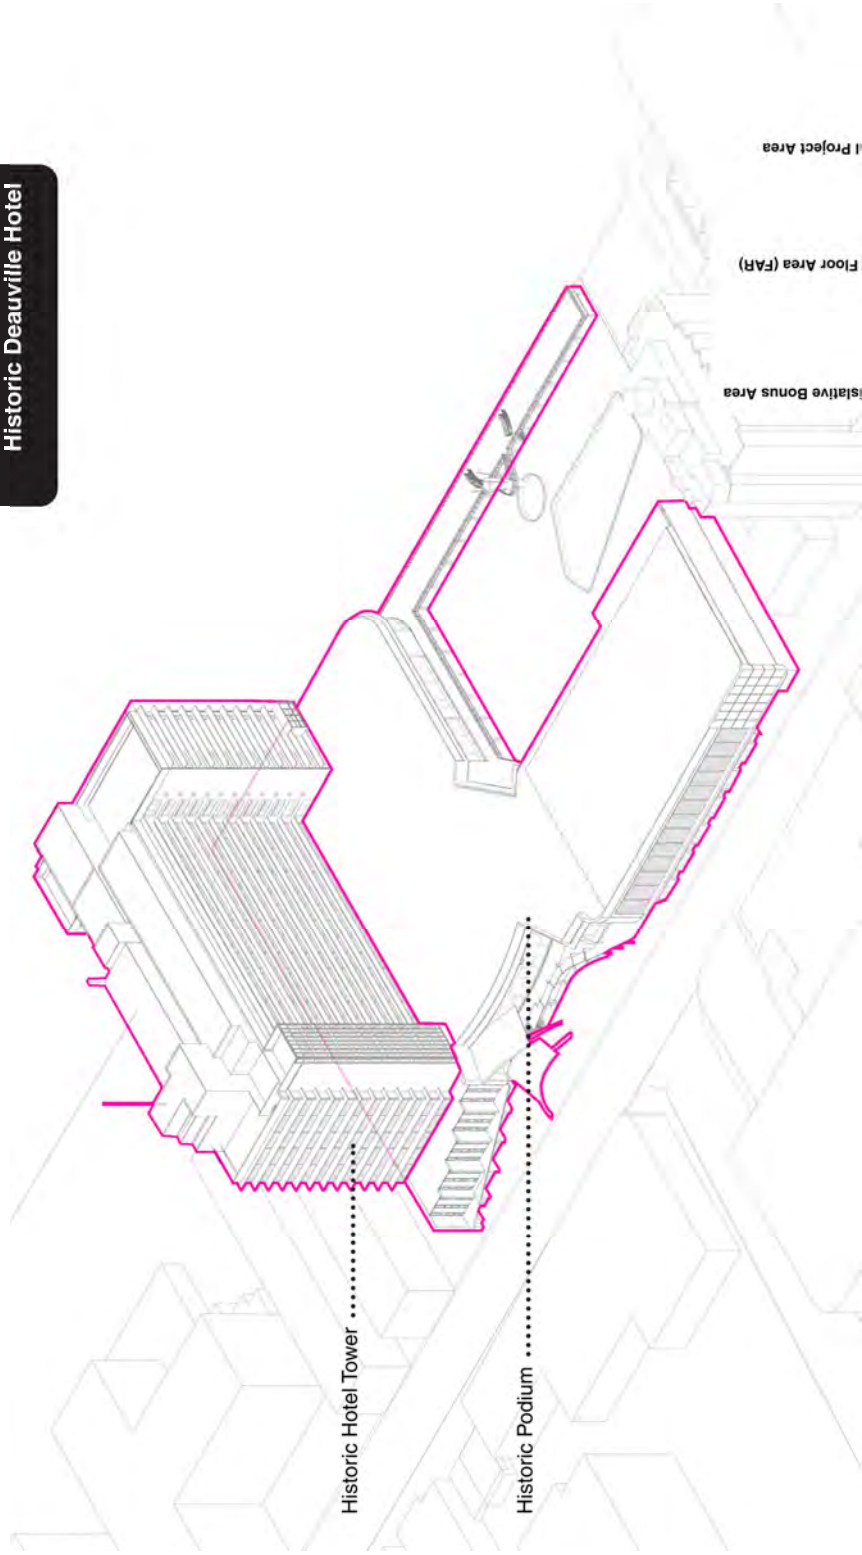 Historic Deauville Hotel
Historic Hotel Tower
Historic Podium
Project Area
Floor Area (FAR)
Bonus Area